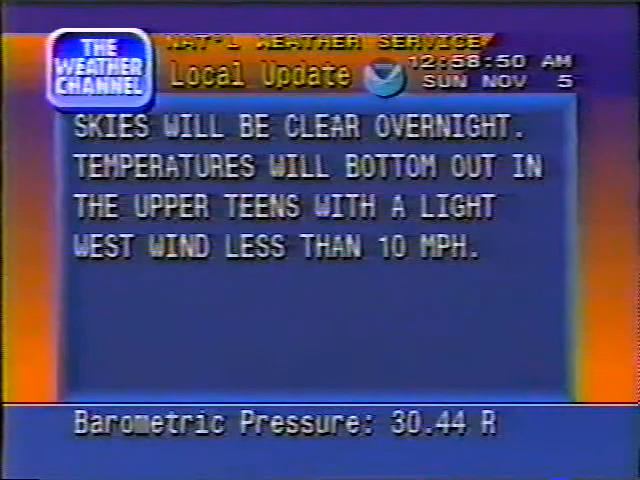 THE
WEATHER
CHANNEL
NAT'L WEATHER SERVICE
Local Update
12:58:50 AM
SUN NOV 5
SKIES WILL BE CLEAR OVERNIGHT.
TEMPERATURES WILL BOTTOM OUT IN
THE UPPER TEENS WITH A LIGHT
WEST WIND LESS THAN 10 MPH.
Barometric Pressure: 30.44 R